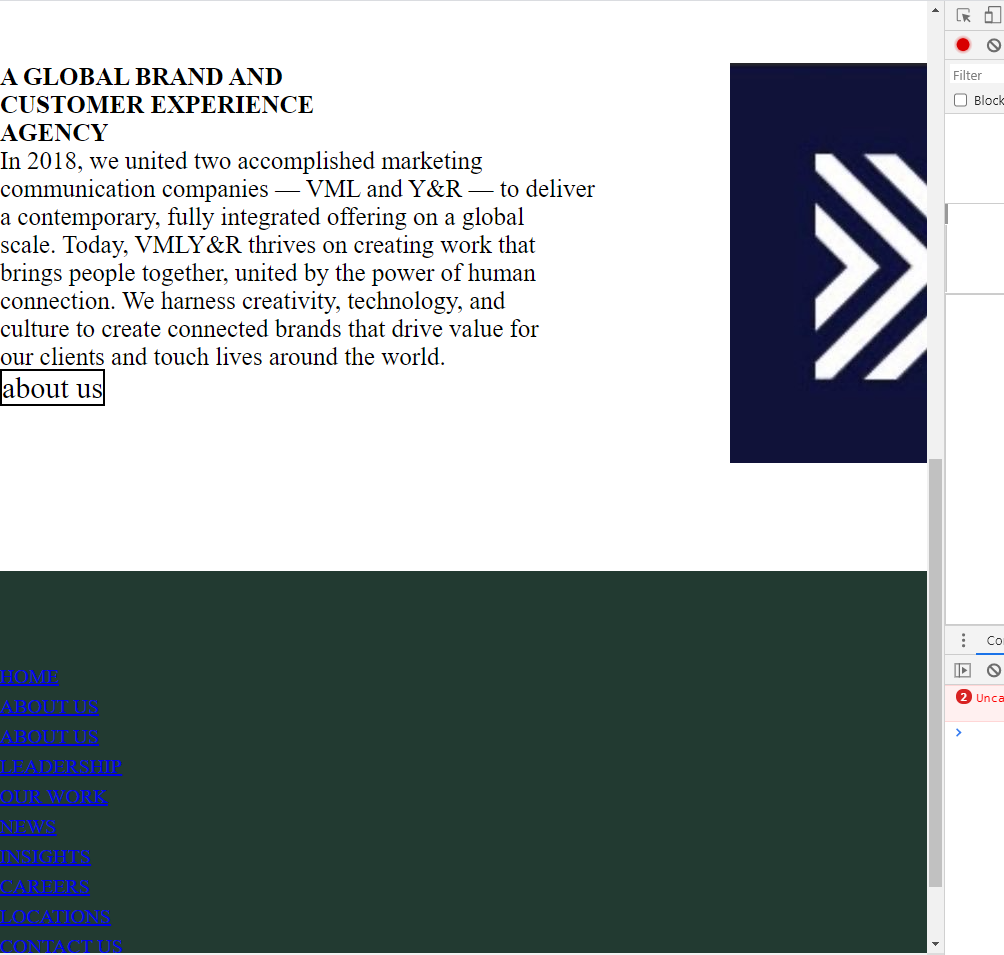 A GLOBAL BRAND AND
CUSTOMER EXPERIENCE
AGENCY
In 2018, we united two accomplished marketing
communication companies — VML and Y&R — to deliver
a contemporary, fully integrated offering on a global
scale. Today, VMLY&R thrives on creating work that
brings people together, united by the power of human
connection. We harness creativity, technology, and
culture to create connected brands that drive value for
our clients and touch lives around the world.
about us
HOME
ABOUT US
ABOUT US
LEADERSHIP
OUR WORK
NEWS
INSIGHTS
CAREERS
LOCATIONS
CONTACT US
Filter
Block
Co
2 Unca